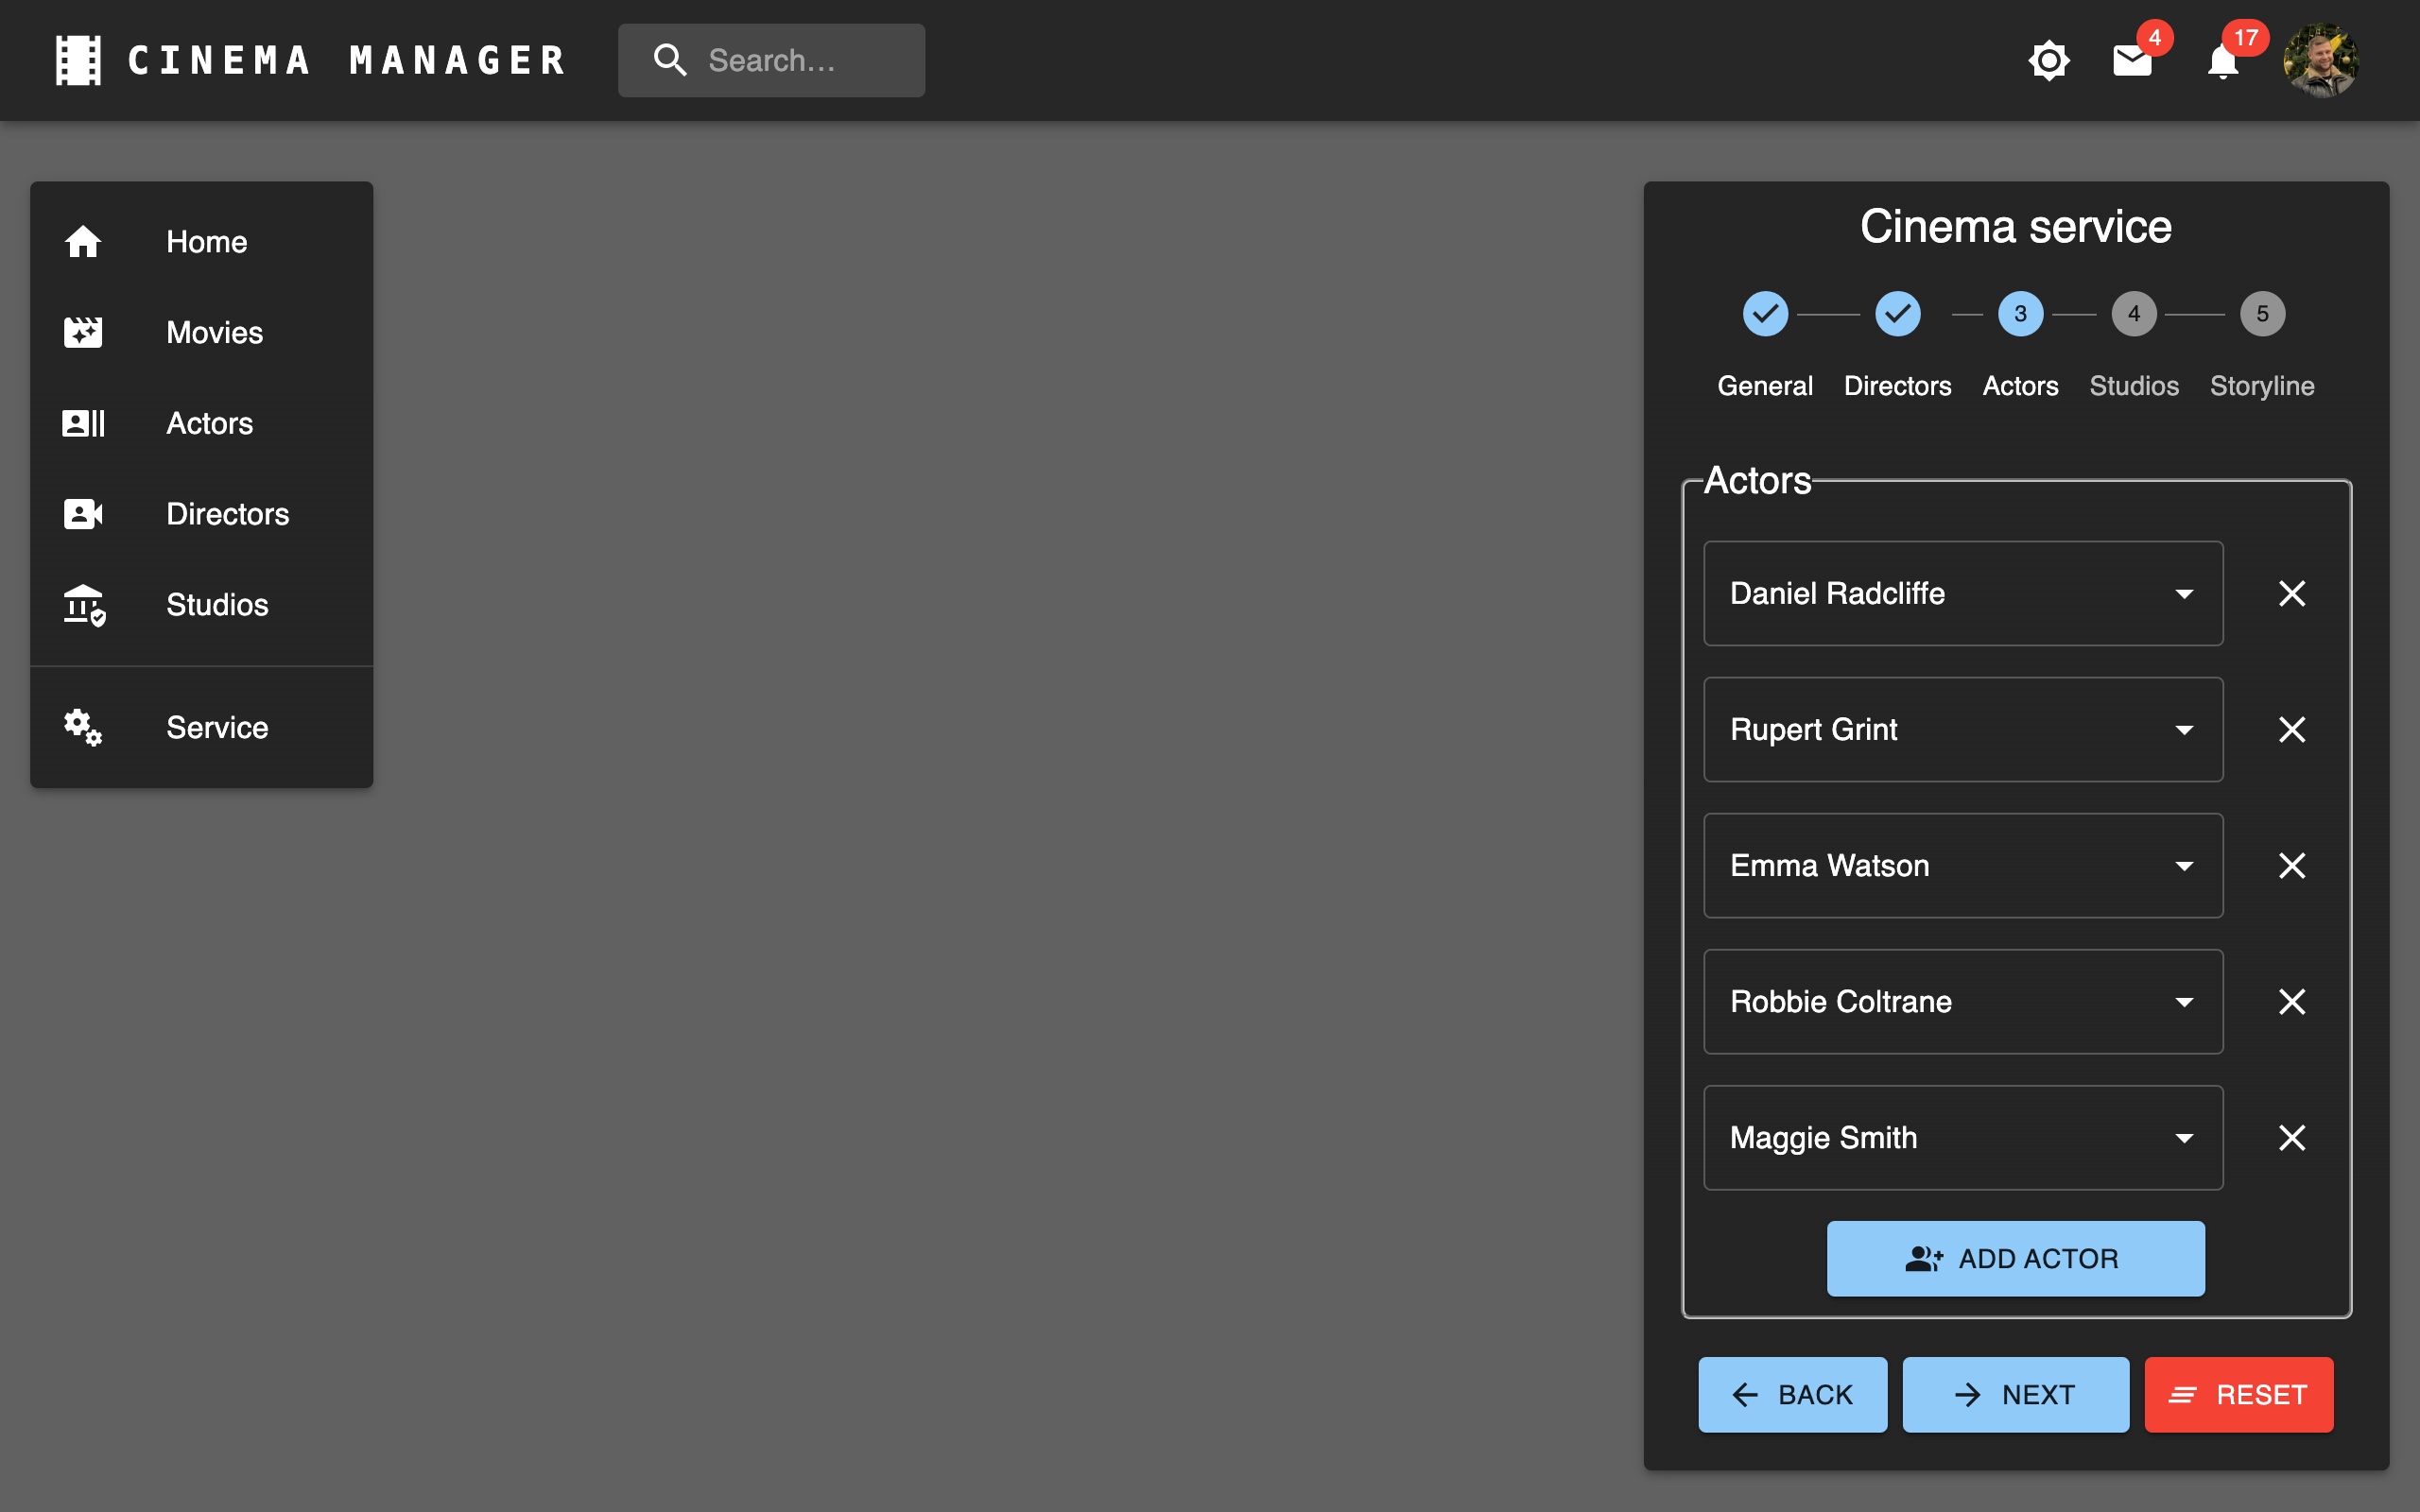 CINEMA MANAGER
Search...
4
17
Home
Movies
Actors
Directors
Studios
Service
Cinema service
3
4
5
General
Directors
Actors
Studios
Storyline
Actors
Daniel Radcliffe
Rupert Grint
Emma Watson
Robbie Coltrane
Maggie Smith
ADD ACTOR
BACK
NEXT
RESET